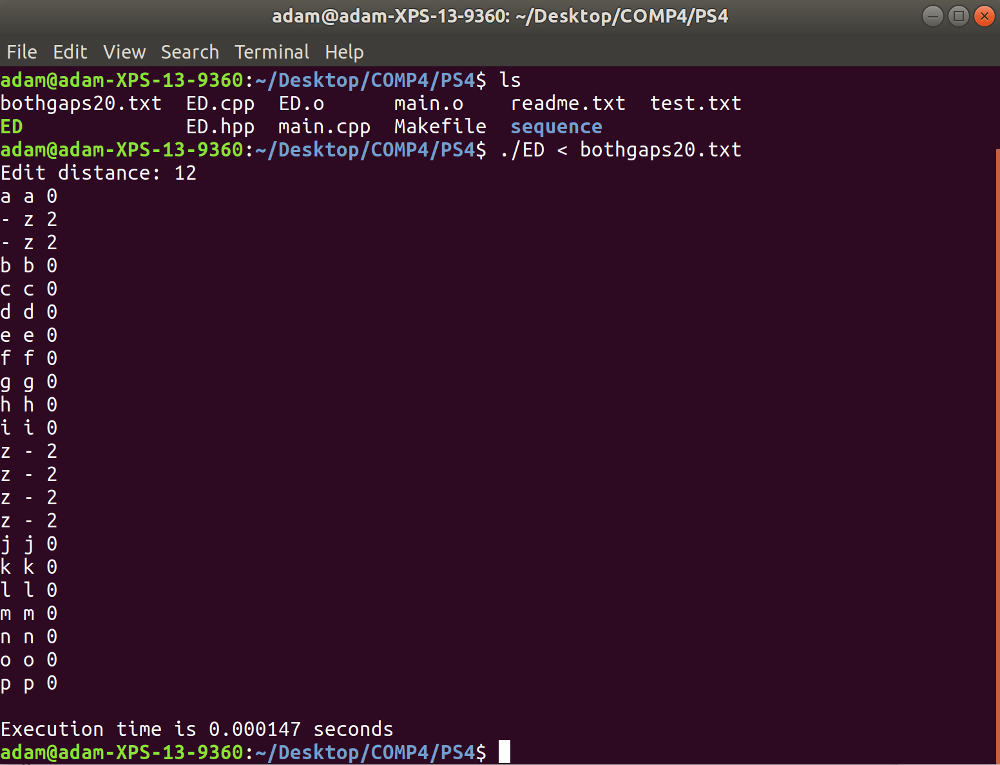 adam@adam-XPS-13-9360: ~/Desktop/COMP4/PS4
File Edit View Search Terminal Help
adam@adam-XPS-13-9360:~/Desktop/COMP4/PS4$ ls
bothgaps20.txt  ED.cpp  ED.o      main.o    readme.txt  test.txt
ED              ED.hpp  main.cpp  Makefile  sequence
adam@adam-XPS-13-9360:~/Desktop/COMP4/PS4$ ./ED < bothgaps20.txt
Edit distance: 12
a a 0
- z 2
- z 2
b b 0
c c 0
d d 0
e e 0
f f 0
g g 0
h h 0
i i 0
z - 2
z - 2
z - 2
z - 2
j j 0
k k 0
l l 0
m m 0
n n 0
o o 0
p p 0
Execution time is 0.000147 seconds
adam@adam-XPS-13-9360:~/Desktop/COMP4/PS4$